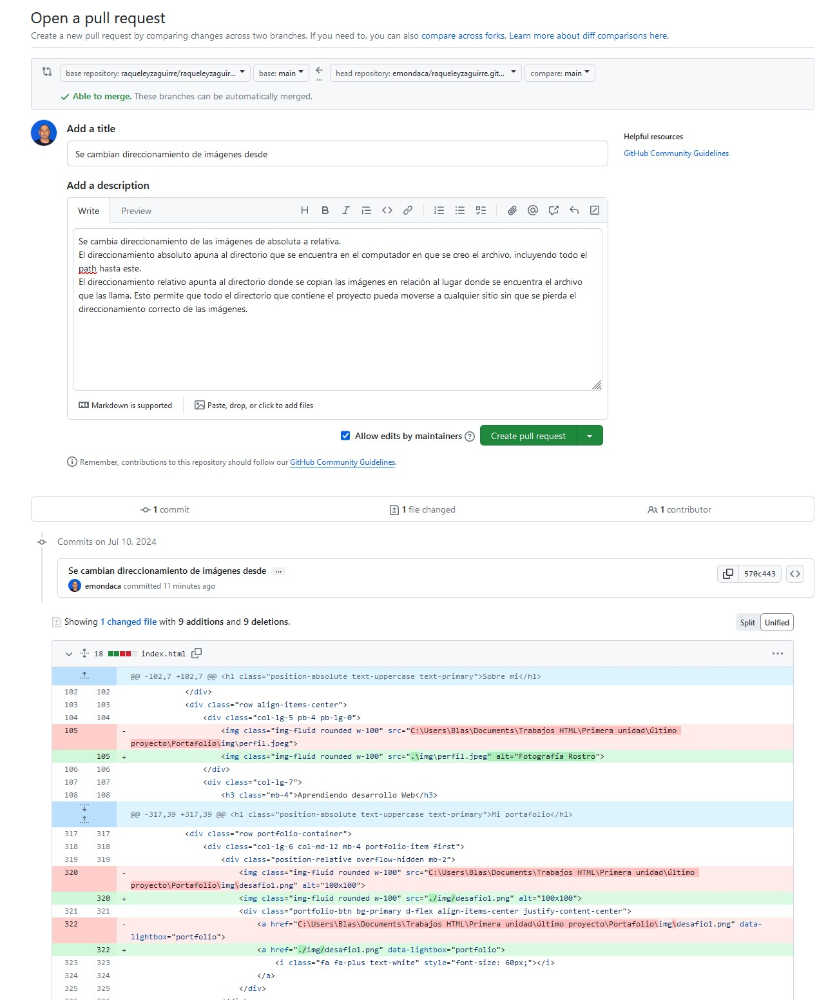 Open a pull request
Create a new pull request by comparing changes across two branches. If you need to, you can also compare across forks. Learn more about diff comparisons here.
base repository: raqueleyzaguirre/raqueleyzaguir... base: main head repository: emondaca/raqueleyzaguirre.git... compare: main
Able to merge. These branches can be automatically merged.
Add a title
Se cambian direccionamiento de imágenes desde
Helpful resources
GitHub Community Guidelines
Add a description
Write Preview
Se cambia direccionamiento de las imágenes de absoluta a relativa.
El direccionamiento absoluto apuna al directorio que se encuentra en el computador en que se creo el archivo, incluyendo todo el
path hasta este.
El direccionamiento relativo apunta al directorio donde se copian las imágenes en relación al lugar donde se encuentra el archivo
que las llama. Esto permite que todo el directorio que contiene el proyecto pueda moverse a cualquier sitio sin que se pierda el
direccionamiento correcto de las imágenes.
Markdown is supported Paste, drop, or click to add files
Allow edits by maintainers Create pull request
Remember, contributions to this repository should follow our GitHub Community Guidelines.
1 commit 1 file changed 1 contributor
Commits on Jul 10, 2024
Se cambian direccionamiento de imágenes desde ...
emondaca committed 11 minutes ago
570c443
Showing 1 changed file with 9 additions and 9 deletions.
Split Unified
18 index.html
@@ -102,7 +102,7 @@ <h1 class="position-absolute text-uppercase text-primary">Sobre mi</h1>
102 102 </div>
103 103 <div class="row align-items-center">
104 104 <div class="col-lg-5 pb-4 pb-lg-0">
105 - <img class="img-fluid rounded w-100" src="C:\Users\Blas\Documents\Trabajos HTML\Primera unidad\último
proyecto\Portafolio\img\perfil.jpeg">
105 + <img class="img-fluid rounded w-100" src=".\img\perfil.jpeg" alt="Fotografía Rostro">
106 106 </div>
107 107 <div class="col-lg-7">
108 108 <h3 class="mb-4">Aprendiendo desarrollo Web</h3>
@@ -317,39 +317,39 @@ <h1 class="position-absolute text-uppercase text-primary">Mi portafolio</h1>
317 317 <div class="row portfolio-container">
318 318 <div class="col-lg-6 col-md-12 mb-4 portfolio-item first">
319 319 <div class="position-relative overflow-hidden mb-2">
320 - <img class="img-fluid rounded w-100" src="C:\Users\Blas\Documents\Trabajos HTML\Primera unidad\último
proyecto\Portafolio\img\desafio1.png" alt="100x100">
320 + <img class="img-fluid rounded w-100" src="./img/desafio1.png" alt="100x100">
321 321 <div class="portfolio-btn bg-primary d-flex align-items-center justify-content-center">
322 - <a href="C:\Users\Blas\Documents\Trabajos HTML\Primera unidad\último proyecto\Portafolio\img\desafio1.png" data-
lightbox="portfolio">
322 + <a href="./img/desafio1.png" data-lightbox="portfolio">
323 323 <i class="fa fa-plus text-white" style="font-size: 60px;"></i>
324 324 </a>
325 325 </div>